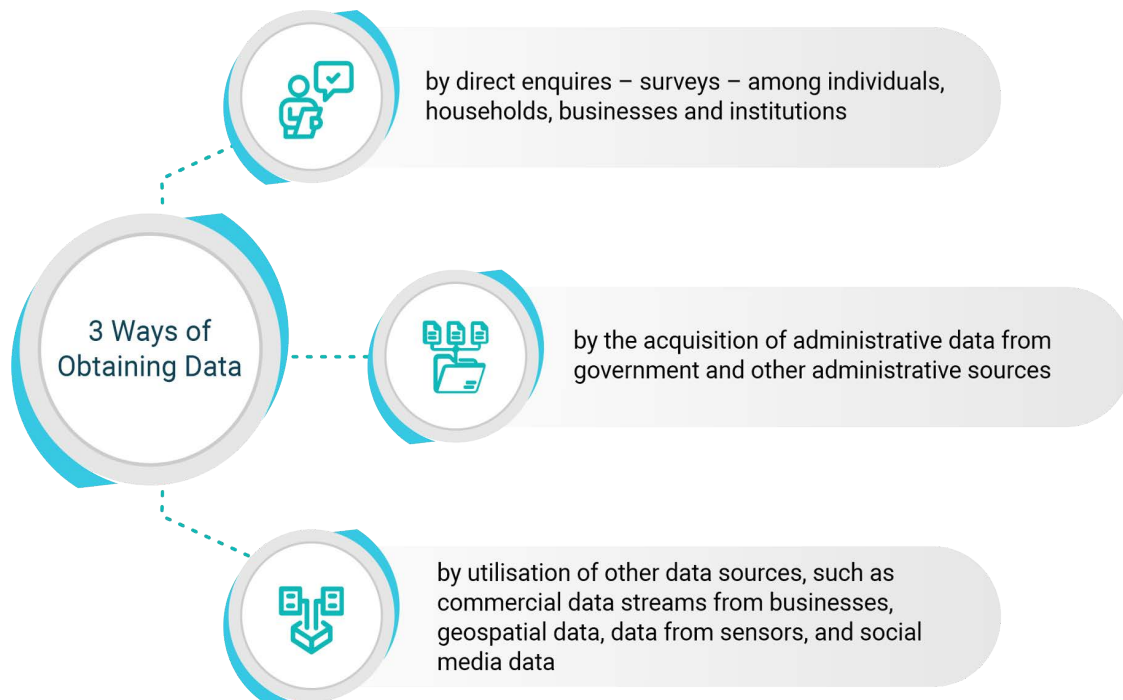 by direct enquires – surveys – among individuals,
households, businesses and institutions
3 Ways of
Obtaining Data
by the acquisition of administrative data from
government and other administrative sources
by utilisation of other data sources, such as
commercial data streams from businesses,
geospatial data, data from sensors, and social
media data